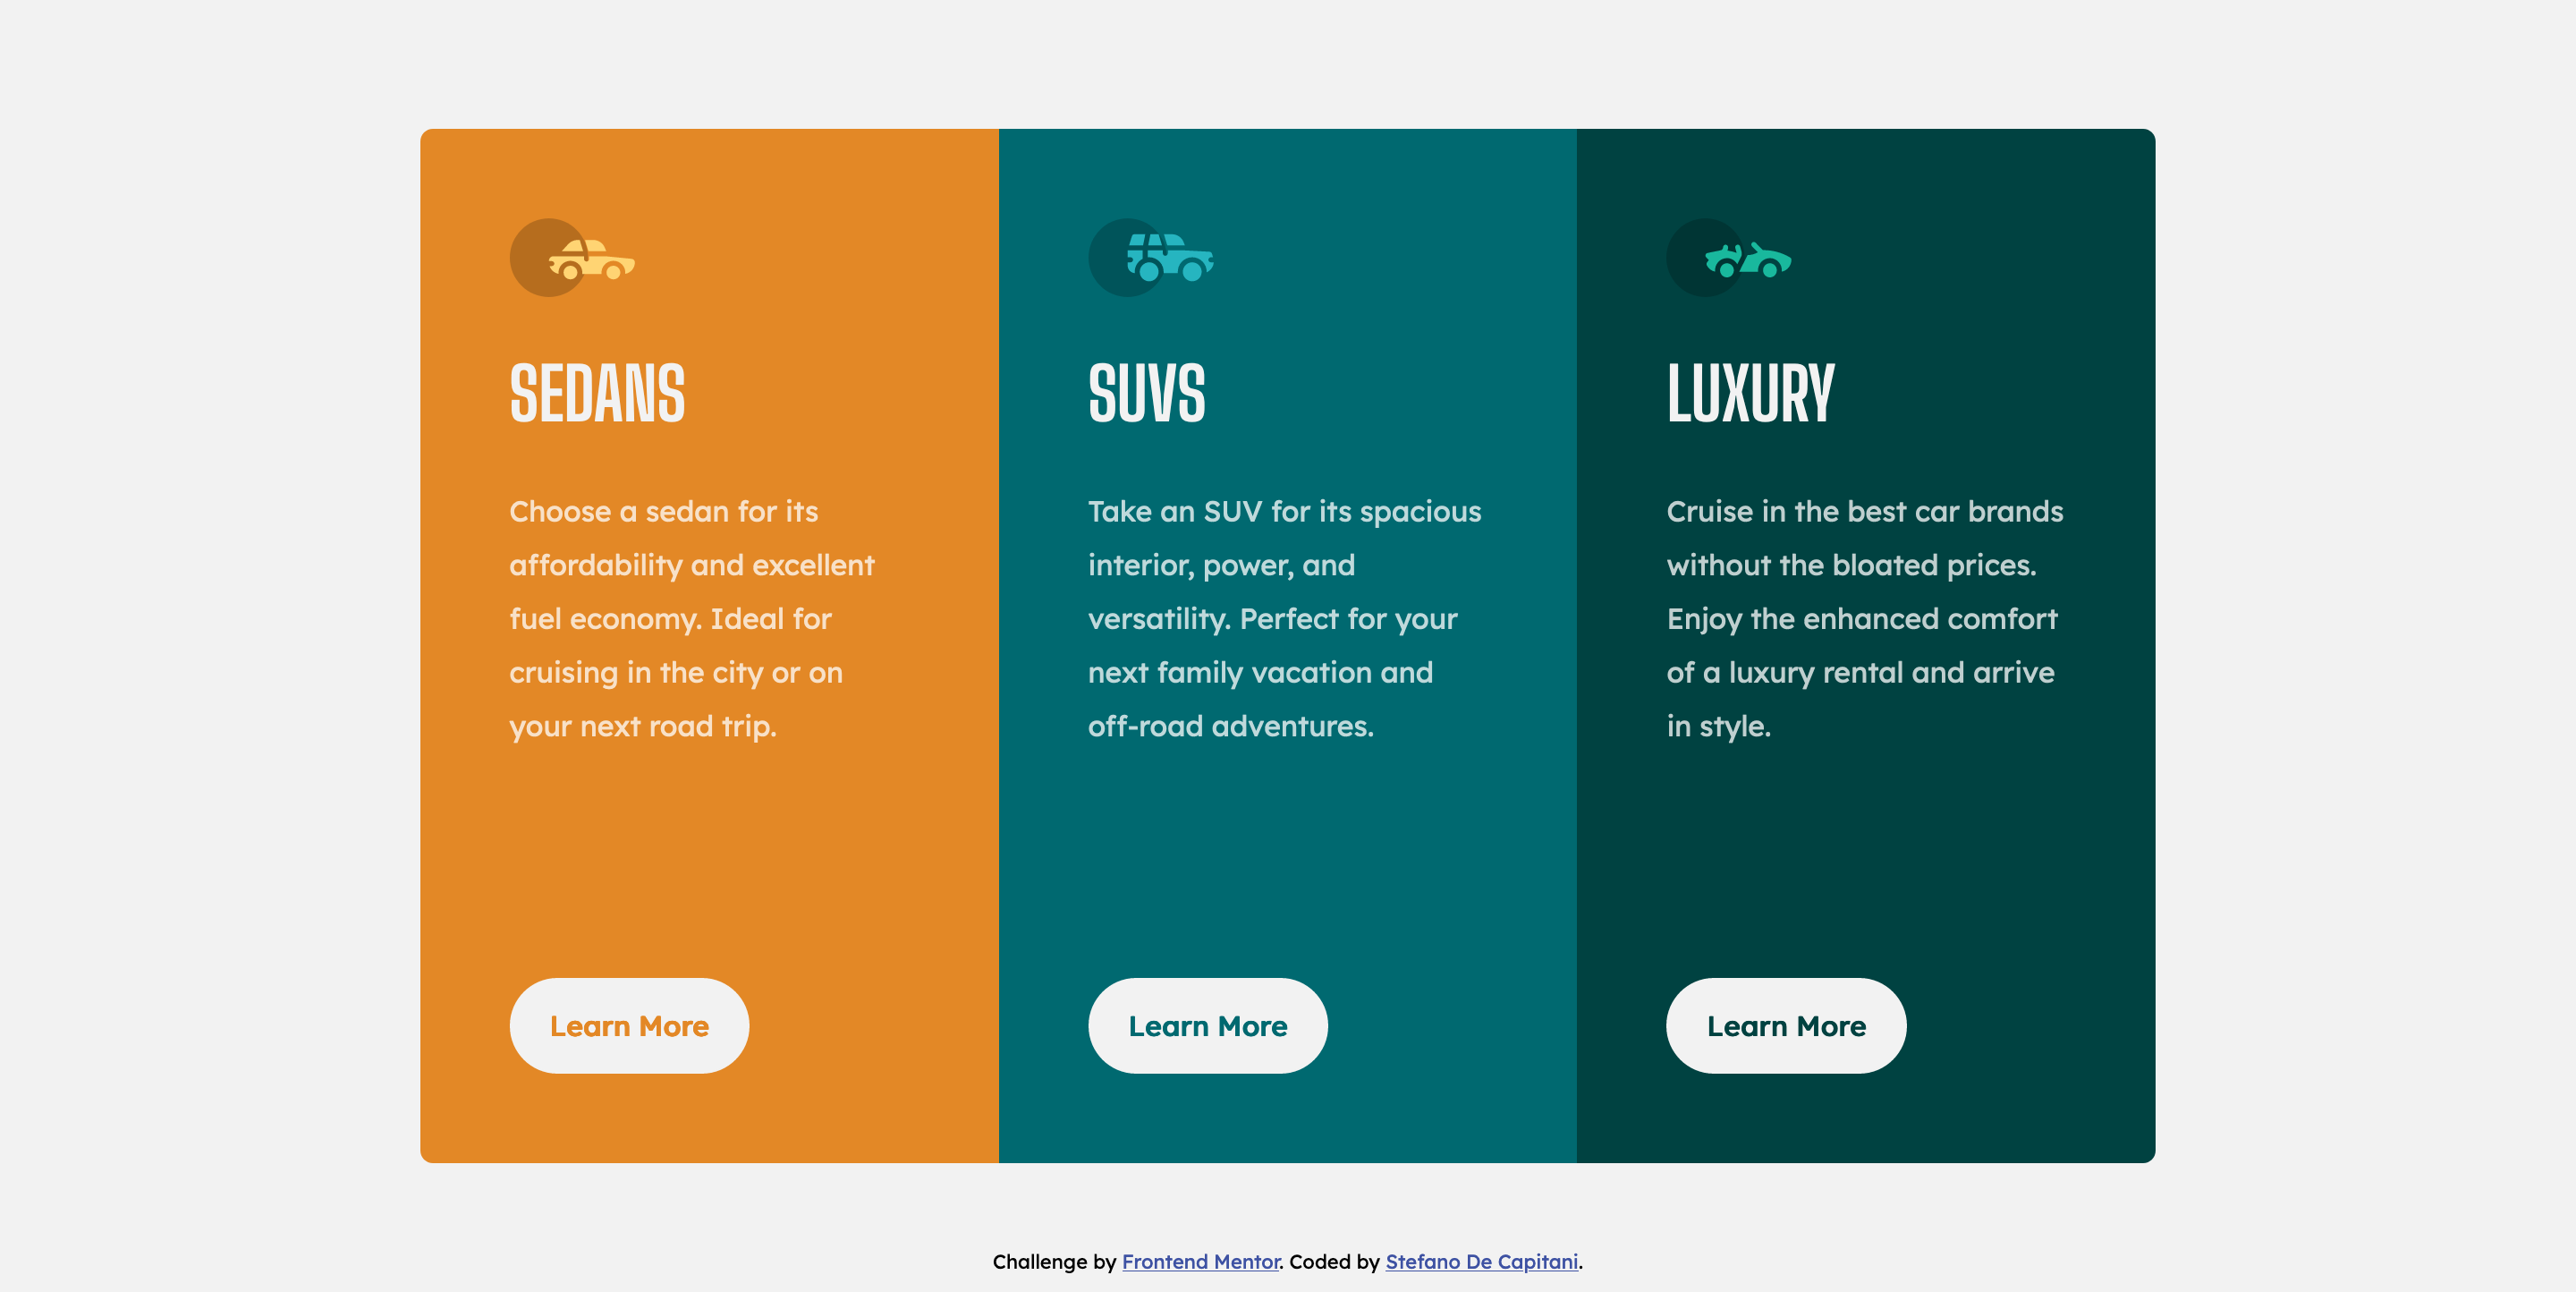 SEDANS
Choose a sedan for its
affordability and excellent
fuel economy. Ideal for
cruising in the city or on
your next road trip.
Learn More
SUVS
Take an SUV for its spacious
interior, power, and
versatility. Perfect for your
next family vacation and
off-road adventures.
Learn More
LUXURY
Cruise in the best car brands
without the bloated prices.
Enjoy the enhanced comfort
of a luxury rental and arrive
in style.
Learn More
Challenge by Frontend Mentor. Coded by Stefano De Capitani.